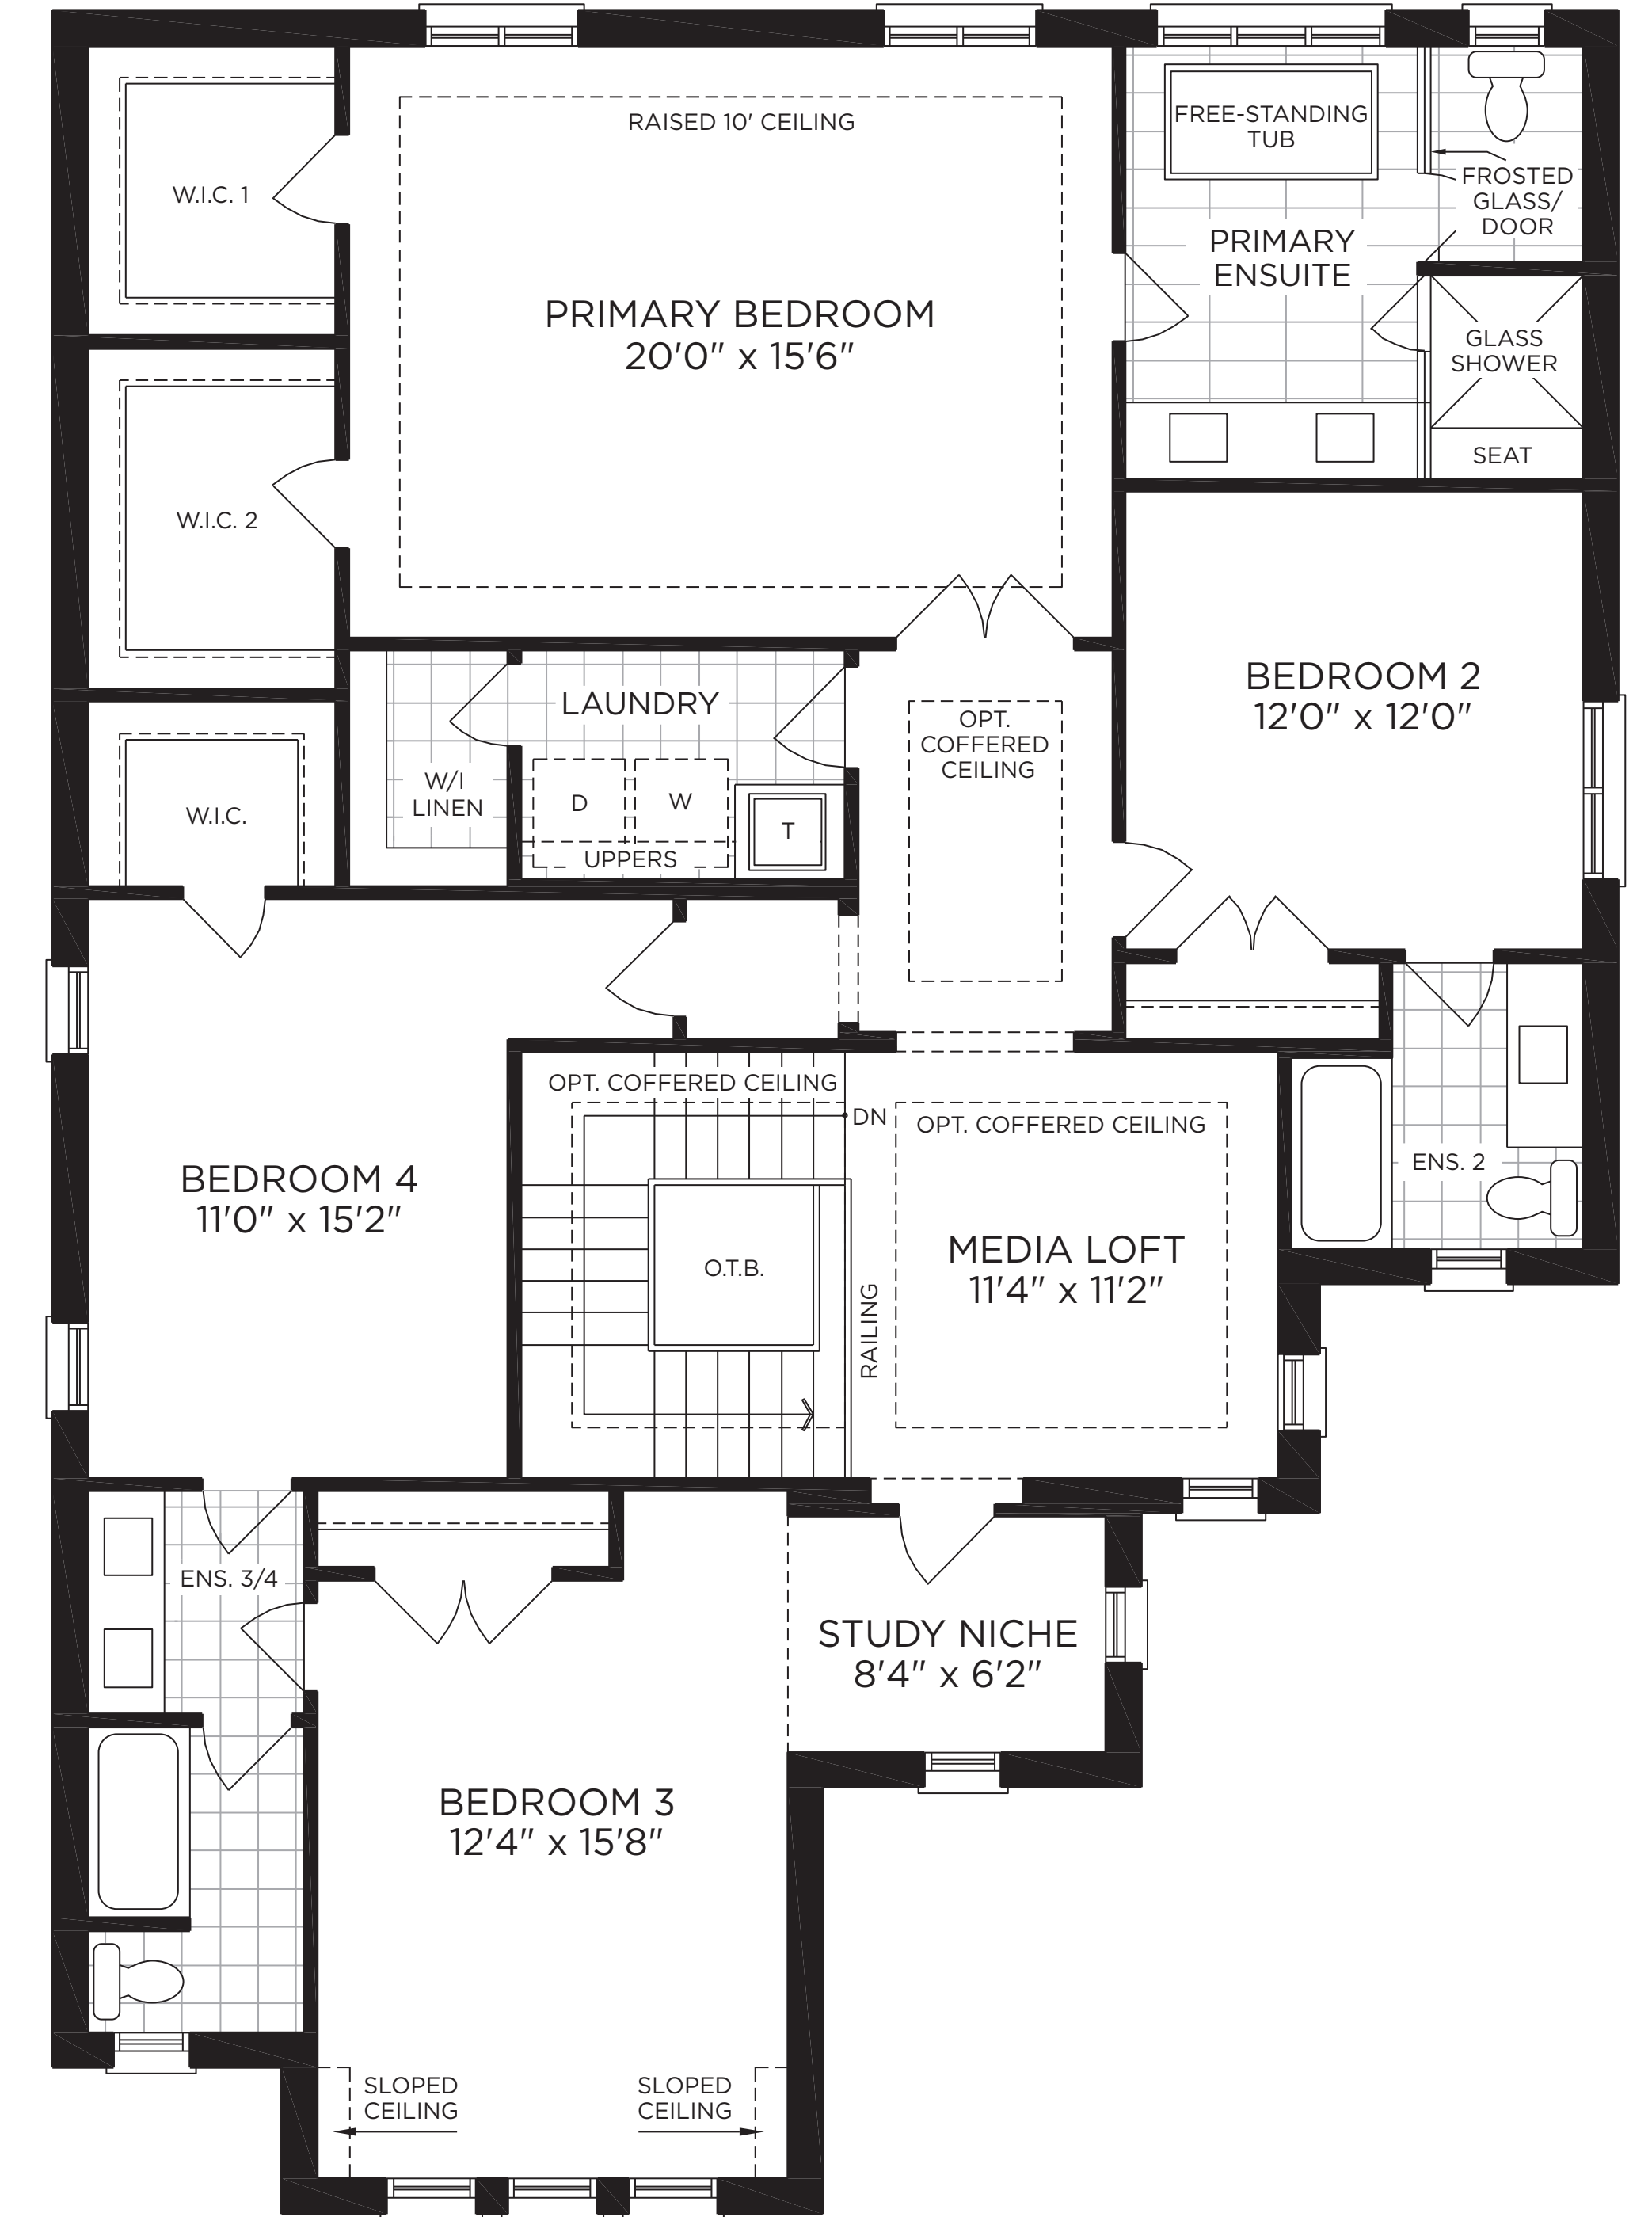 RAISED 10' CEILING
FREE-STANDING
TUB
FROSTED
GLASS/
DOOR
W.I.C. 1
PRIMARY
ENSUITE
PRIMARY BEDROOM
20'0" x 15'6"
GLASS
SHOWER
SEAT
W.I.C. 2
LAUNDRY
BEDROOM 2
12'0" x 12'0"
OPT.
COFFERED
CEILING
W/I
LINEN
D
W
T
UPPERS
W.I.C.
OPT. COFFERED CEILING
DN
OPT. COFFERED CEILING
ENS. 2
BEDROOM 4
11'0" x 15'2"
O.T.B.
RAILING
MEDIA LOFT
11'4" x 11'2"
ENS. 3/4
STUDY NICHE
8'4" x 6'2"
BEDROOM 3
12'4" x 15'8"
SLOPED
CEILING
SLOPED
CEILING